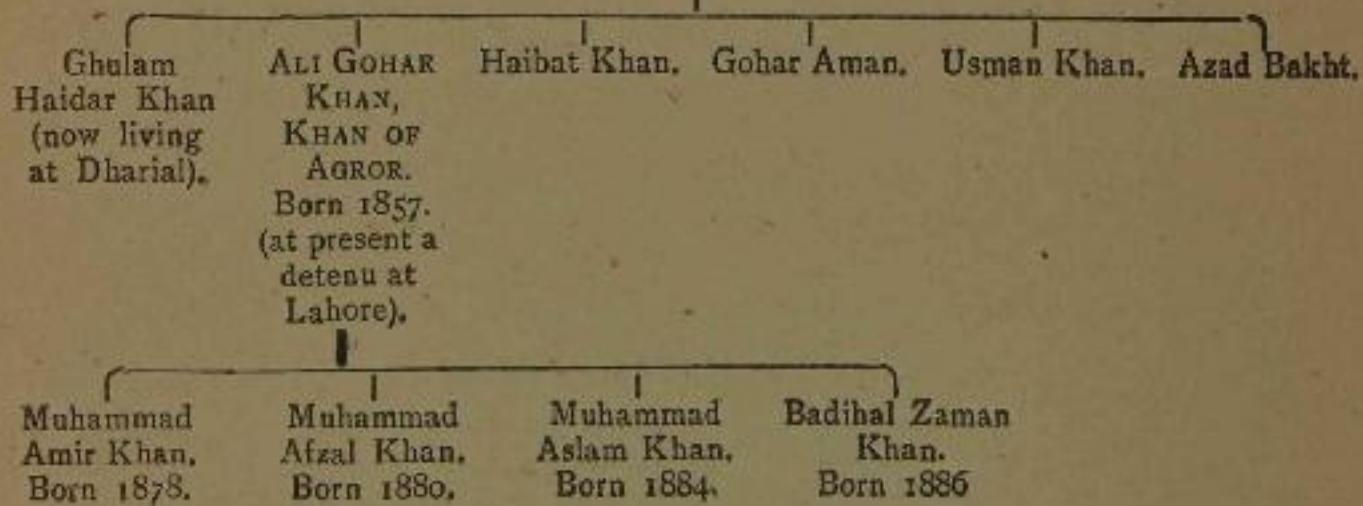 Ghulam
Haidar Khan
(now living
at Dharial).
ALI GOHAR
KHAN,
KHAN OF
AGROR.
Born 1857.
(at present a
detenu at
Lahore).
Haibat Khan.
Gohar Aman.
Usman Khan.
Azad Bakht.
Muhammad
Amir Khan.
Born 1878.
Muhammad
Afzal Khan.
Born 1880.
Muhammad
Aslam Khan.
Born 1884.
Badihal Zaman
Khan.
Born 1886